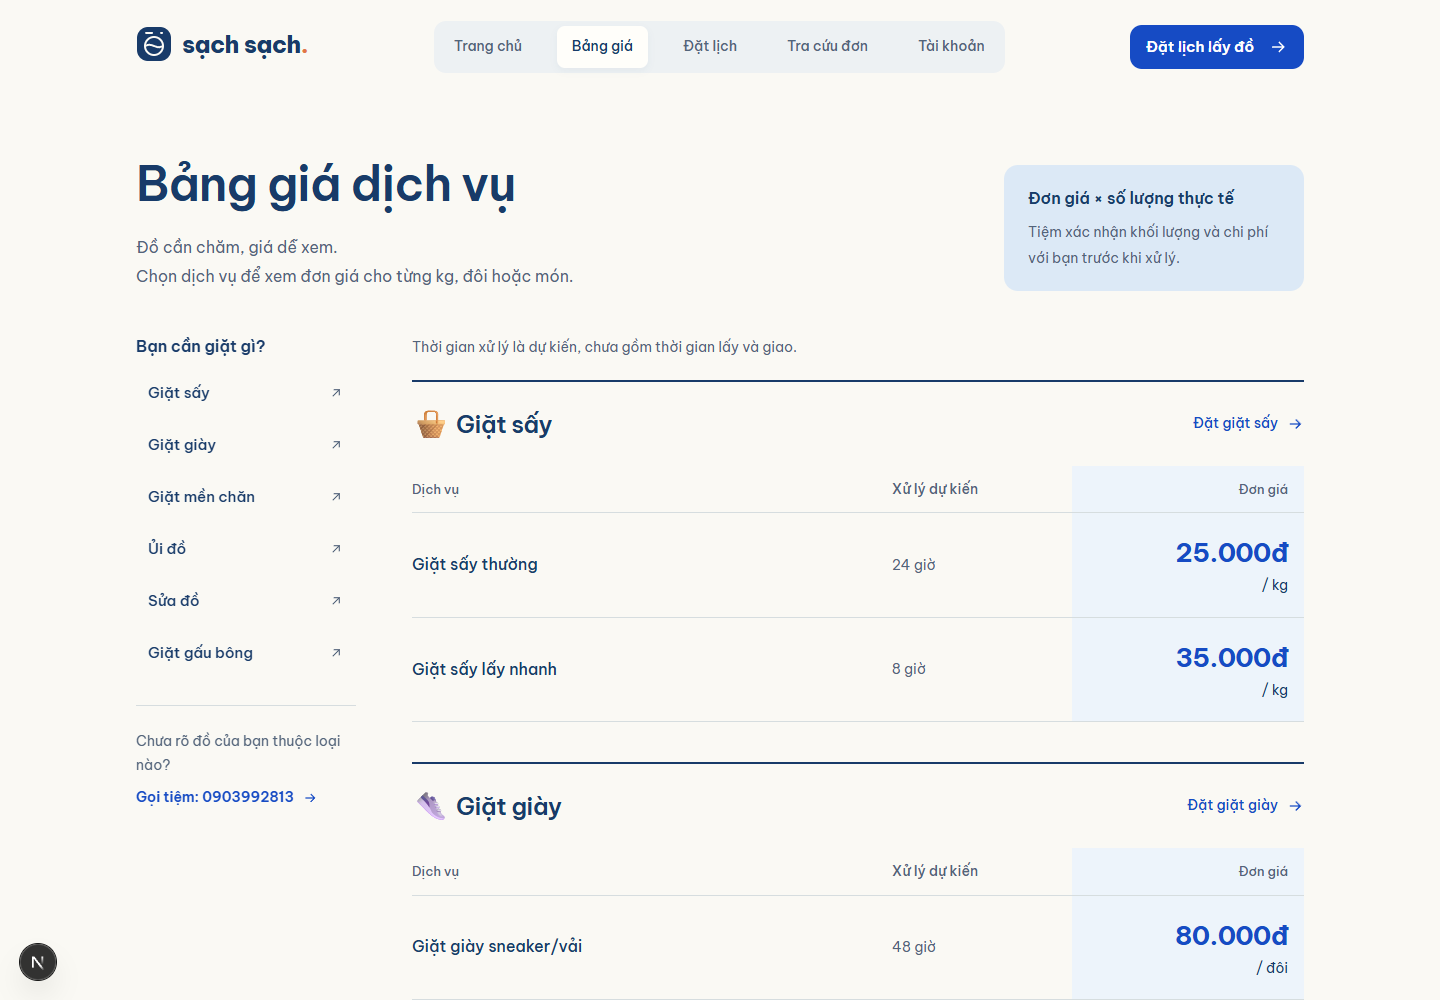 sạch sạch.
Trang chủ
Bảng giá
Đặt lịch
Tra cứu đơn
Tài khoản
Đặt lịch lấy đồ →
Bảng giá dịch vụ
Đồ cần chăm, giá dễ xem.
Chọn dịch vụ để xem đơn giá cho từng kg, đôi hoặc món.
Đơn giá × số lượng thực tế
Tiệm xác nhận khối lượng và chi phí
với bạn trước khi xử lý.
Bạn cần giặt gì?
Giặt sấy ↗
Giặt giày ↗
Giặt mền chăn ↗
Ủi đồ ↗
Sửa đồ ↗
Giặt gấu bông ↗
Chưa rõ đồ của bạn thuộc loại
nào?
Gọi tiệm: 0903992813 →
Thời gian xử lý là dự kiến, chưa gồm thời gian lấy và giao.
Giặt sấy
Đặt giặt sấy →
Dịch vụ
Xử lý dự kiến
Đơn giá
Giặt sấy thường
24 giờ
25.000đ
/ kg
Giặt sấy lấy nhanh
8 giờ
35.000đ
/ kg
Giặt giày
Đặt giặt giày →
Dịch vụ
Xử lý dự kiến
Đơn giá
Giặt giày sneaker/vải
48 giờ
80.000đ
/ đôi
N